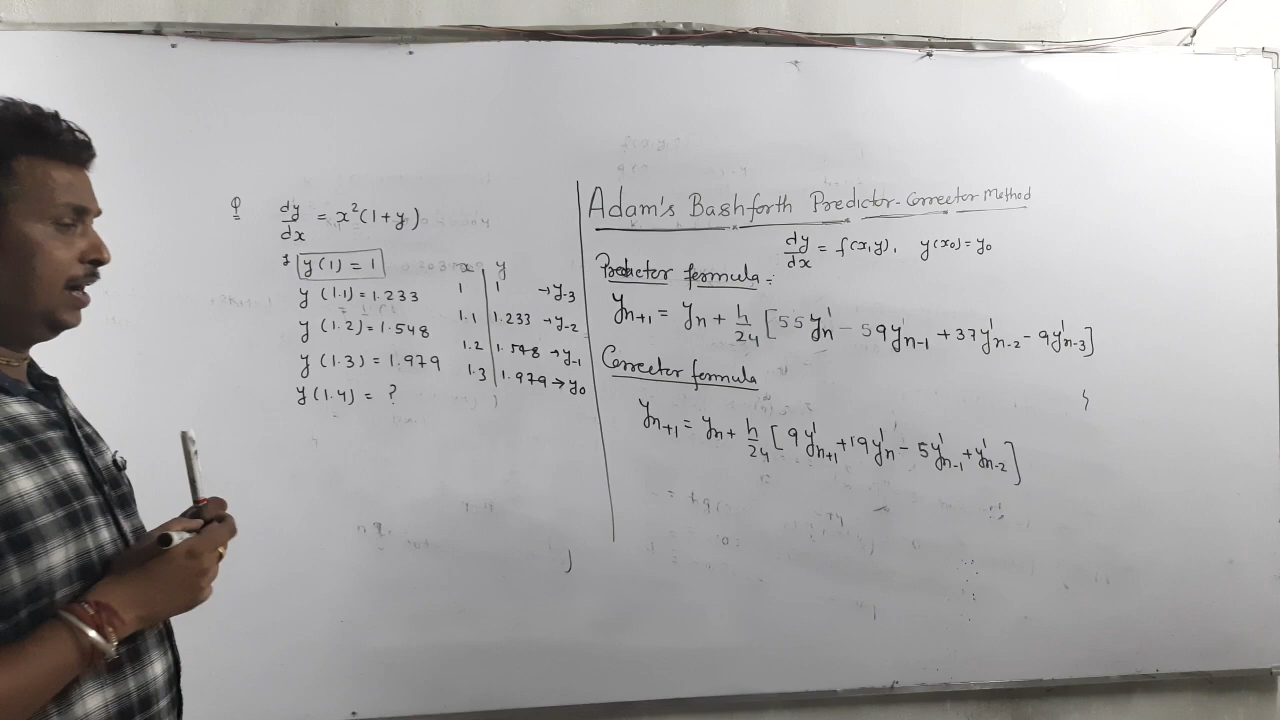 Q dy/dx = x²(1+y)
& y(1) = 1
y(1.1) = 1.233
y(1.2) = 1.548
y(1.3) = 1.979
y(1.4) = ?
x y
1 1 → y-3
1.1 1.233 → y-2
1.2 1.548 → y-1
1.3 1.979 → y0
Adam's Bashforth Predictor-Corrector Method
dy/dx = f(x,y), y(x0) = y0
Predictor formula :-
yn+1 = yn + h/24 [55y'n - 59y'n-1 + 37y'n-2 - 9y'n-3]
Corrector formula
yn+1 = yn + h/24 [9y'n+1 + 19y'n - 5y'n-1 + y'n-2]